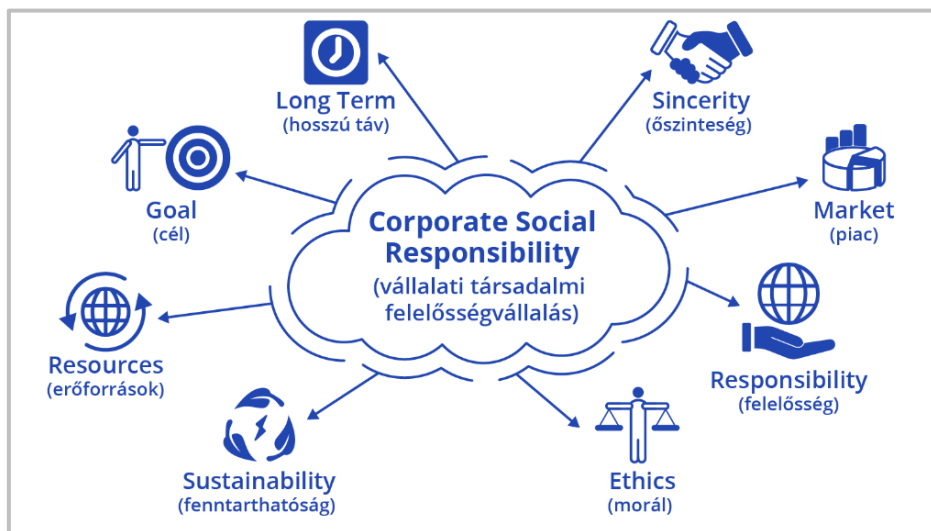 Long Term
(hosszú táv)
Sincerity
(őszinteség)
Goal
(cél)
Market
(piac)
Corporate Social
Responsibility
(vállalati társadalmi
felelősségvállalás)
Resources
(erőforrások)
Responsibility
(felelősség)
Sustainability
(fenntarthatóság)
Ethics
(morál)